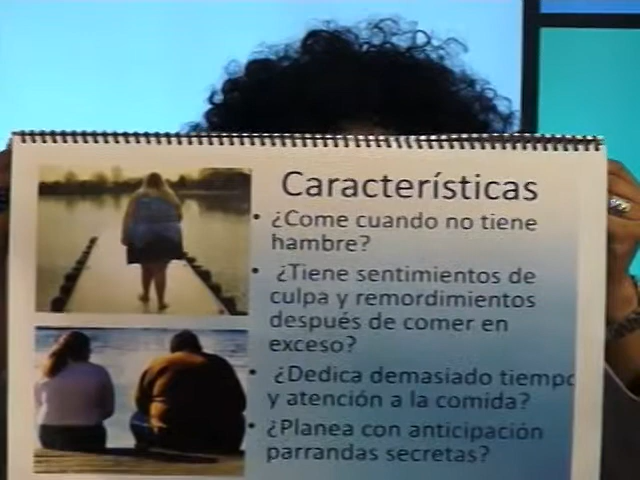 Características
• ¿Come cuando no tiene
hambre?
• ¿Tiene sentimientos de
culpa y remordimientos
después de comer en
exceso?
• ¿Dedica demasiado tiempo
y atención a la comida?
• ¿Planea con anticipación
parrandas secretas?